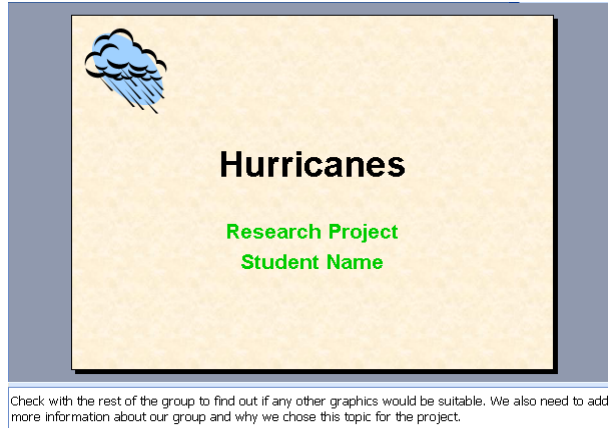 Hurricanes
Research Project
Student Name
Check with the rest of the group to find out if any other graphics would be suitable. We also need to add
more information about our group and why we chose this topic for the project.